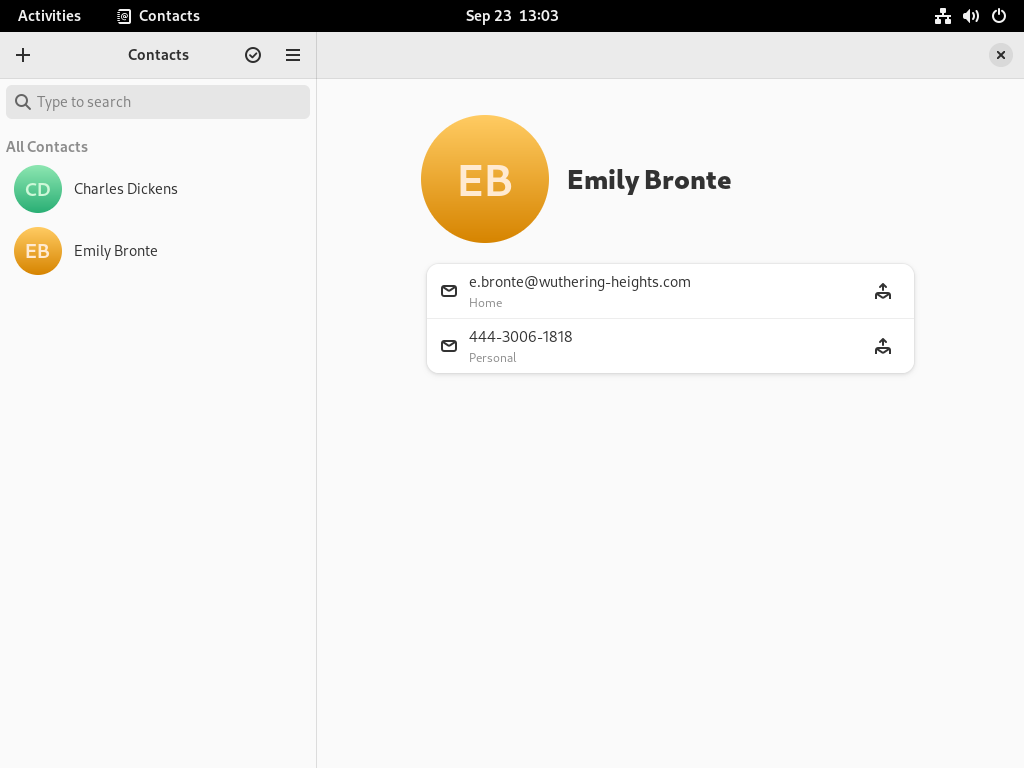 Activities Contacts Sep 23 13:03
Contacts
Type to search
All Contacts
CD Charles Dickens
EB Emily Bronte
EB Emily Bronte
e.bronte@wuthering-heights.com
Home
444-3006-1818
Personal